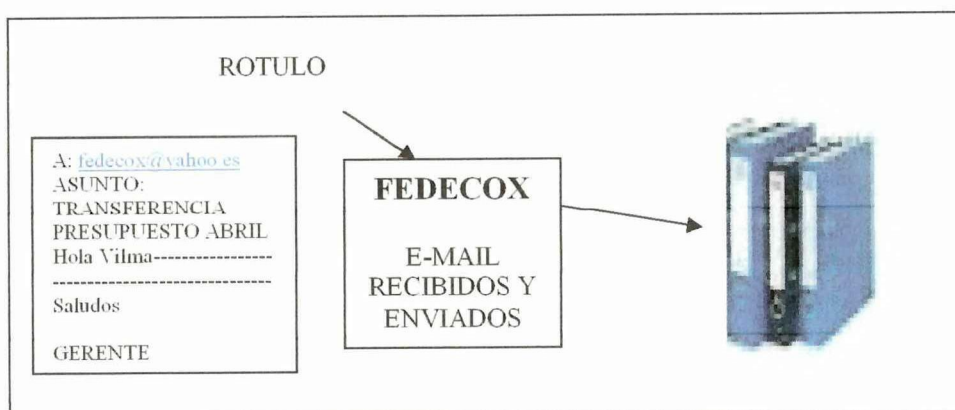 ROTULO
A: fedecox@yahoo.es
ASUNTO:
TRANSFERENCIA
PRESUPUESTO ABRIL
Hola Vilma-----------------
-------------------------------
Saludos
GERENTE
FEDECOX
E-MAIL
RECIBIDOS Y
ENVIADOS